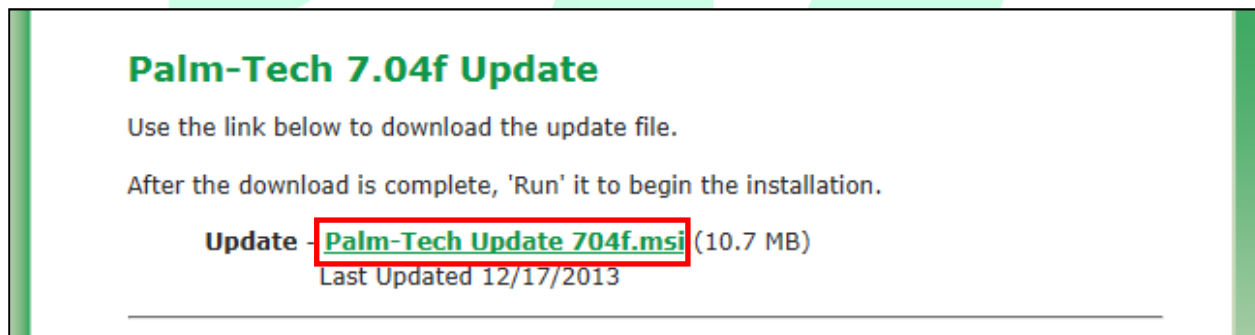 Palm-Tech 7.04f Update
Use the link below to download the update file.
After the download is complete, 'Run' it to begin the installation.
Update - Palm-Tech Update 704f.msi (10.7 MB)
Last Updated 12/17/2013